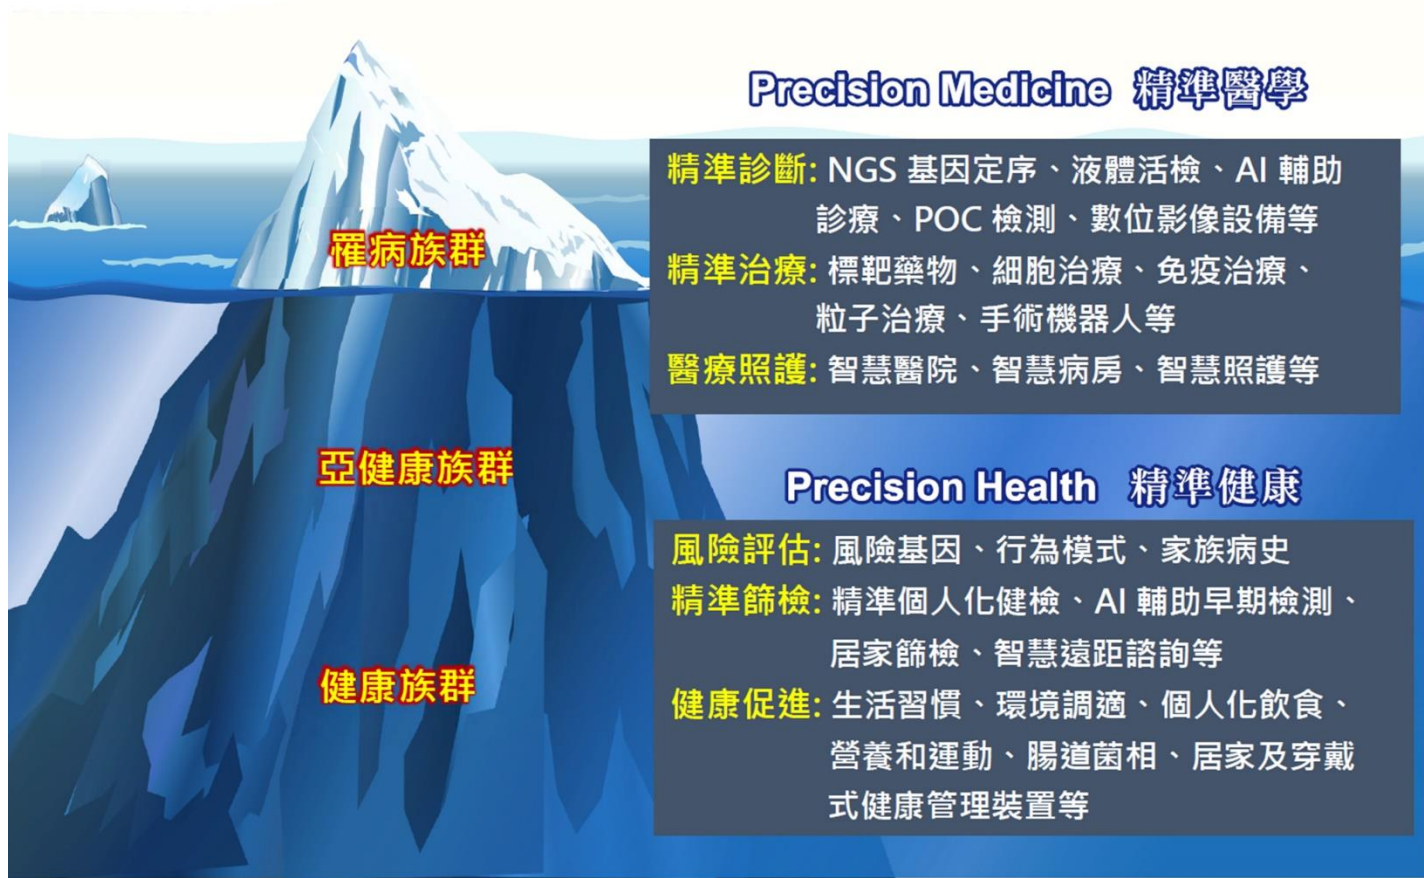 Precision Medicine 精準醫學
精準診斷: NGS 基因定序、液體活檢、AI 輔助
診療、POC 檢測、數位影像設備等
精準治療: 標靶藥物、細胞治療、免疫治療、
粒子治療、手術機器人等
醫療照護: 智慧醫院、智慧病房、智慧照護等
罹病族群
亞健康族群
健康族群
Precision Health 精準健康
風險評估: 風險基因、行為模式、家族病史
精準篩檢: 精準個人化健檢、AI 輔助早期檢測、
居家篩檢、智慧遠距諮詢等
健康促進: 生活習慣、環境調適、個人化飲食、
營養和運動、腸道菌相、居家及穿戴
式健康管理裝置等